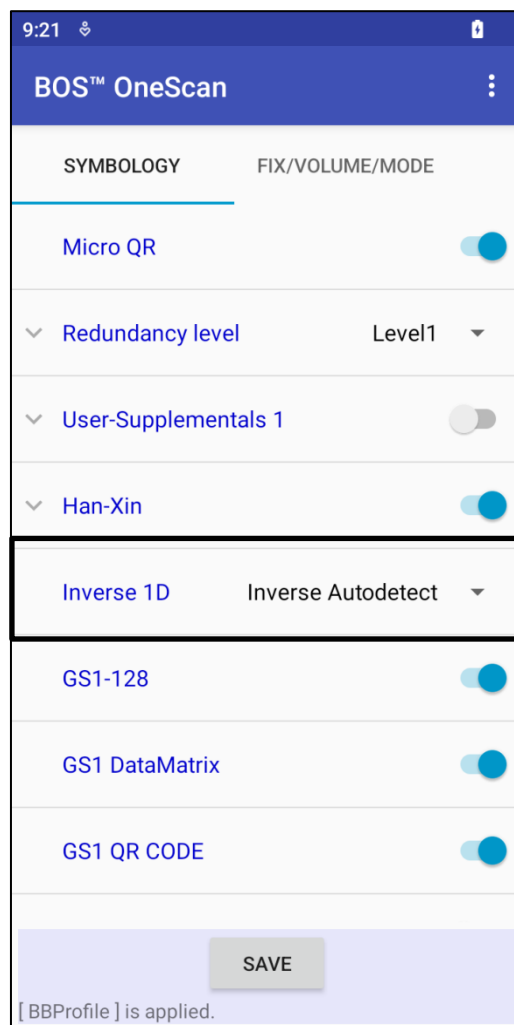 9:21
BOS™ OneScan
SYMBOLOGY FIX/VOLUME/MODE
Micro QR
Redundancy level Level1
User-Supplementals 1
Han-Xin
Inverse 1D Inverse Autodetect
GS1-128
GS1 DataMatrix
GS1 QR CODE
SAVE
[ BBProfile ] is applied.